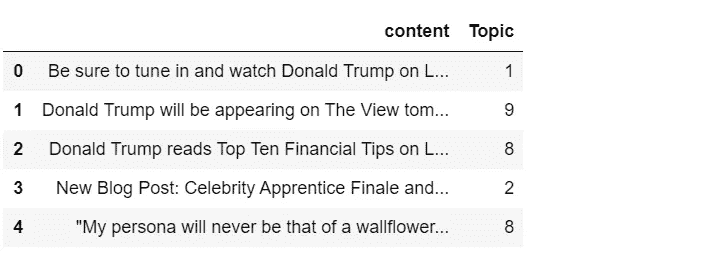 content Topic
0 Be sure to tune in and watch Donald Trump on L... 1
1 Donald Trump will be appearing on The View tom... 9
2 Donald Trump reads Top Ten Financial Tips on L... 8
3 New Blog Post: Celebrity Apprentice Finale and... 2
4 "My persona will never be that of a wallflower... 8